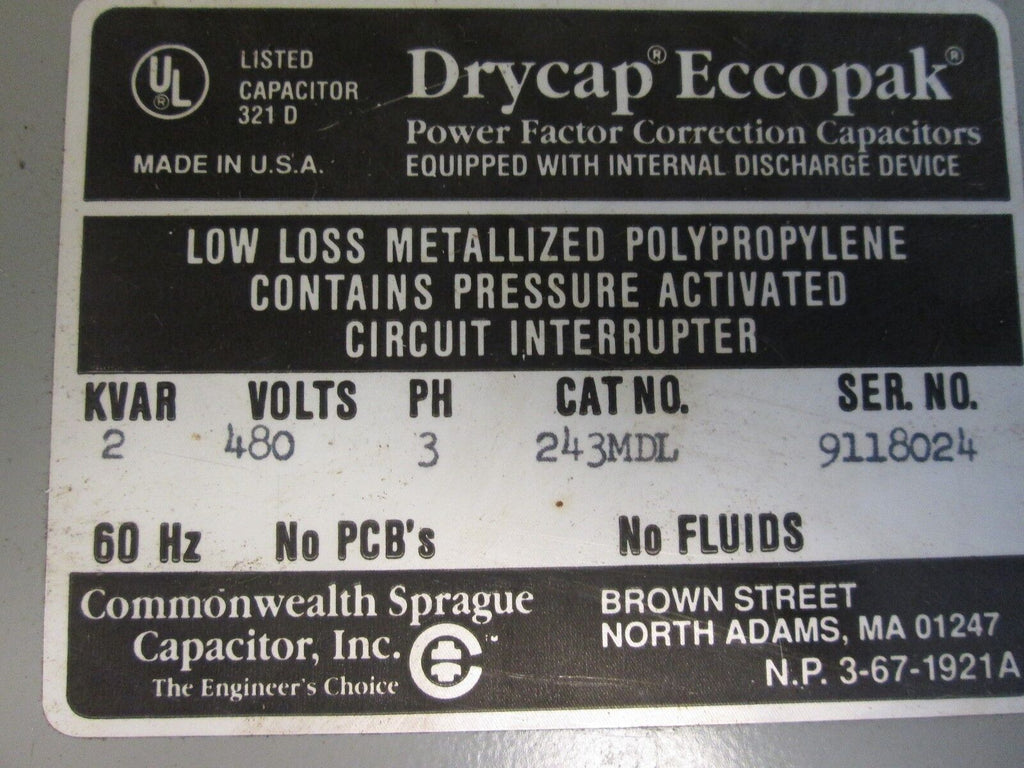 UL®
LISTED
CAPACITOR
321 D
MADE IN U.S.A.
Drycap® Eccopak®
Power Factor Correction Capacitors
EQUIPPED WITH INTERNAL DISCHARGE DEVICE
LOW LOSS METALLIZED POLYPROPYLENE
CONTAINS PRESSURE ACTIVATED
CIRCUIT INTERRUPTER
KVAR VOLTS PH CAT NO. SER. NO.
2 480 3 243MDL 9118024
60 Hz No PCB's No FLUIDS
Commonwealth Sprague
Capacitor, Inc.
The Engineer's Choice
BROWN STREET
NORTH ADAMS, MA 01247
N.P. 3-67-1921A